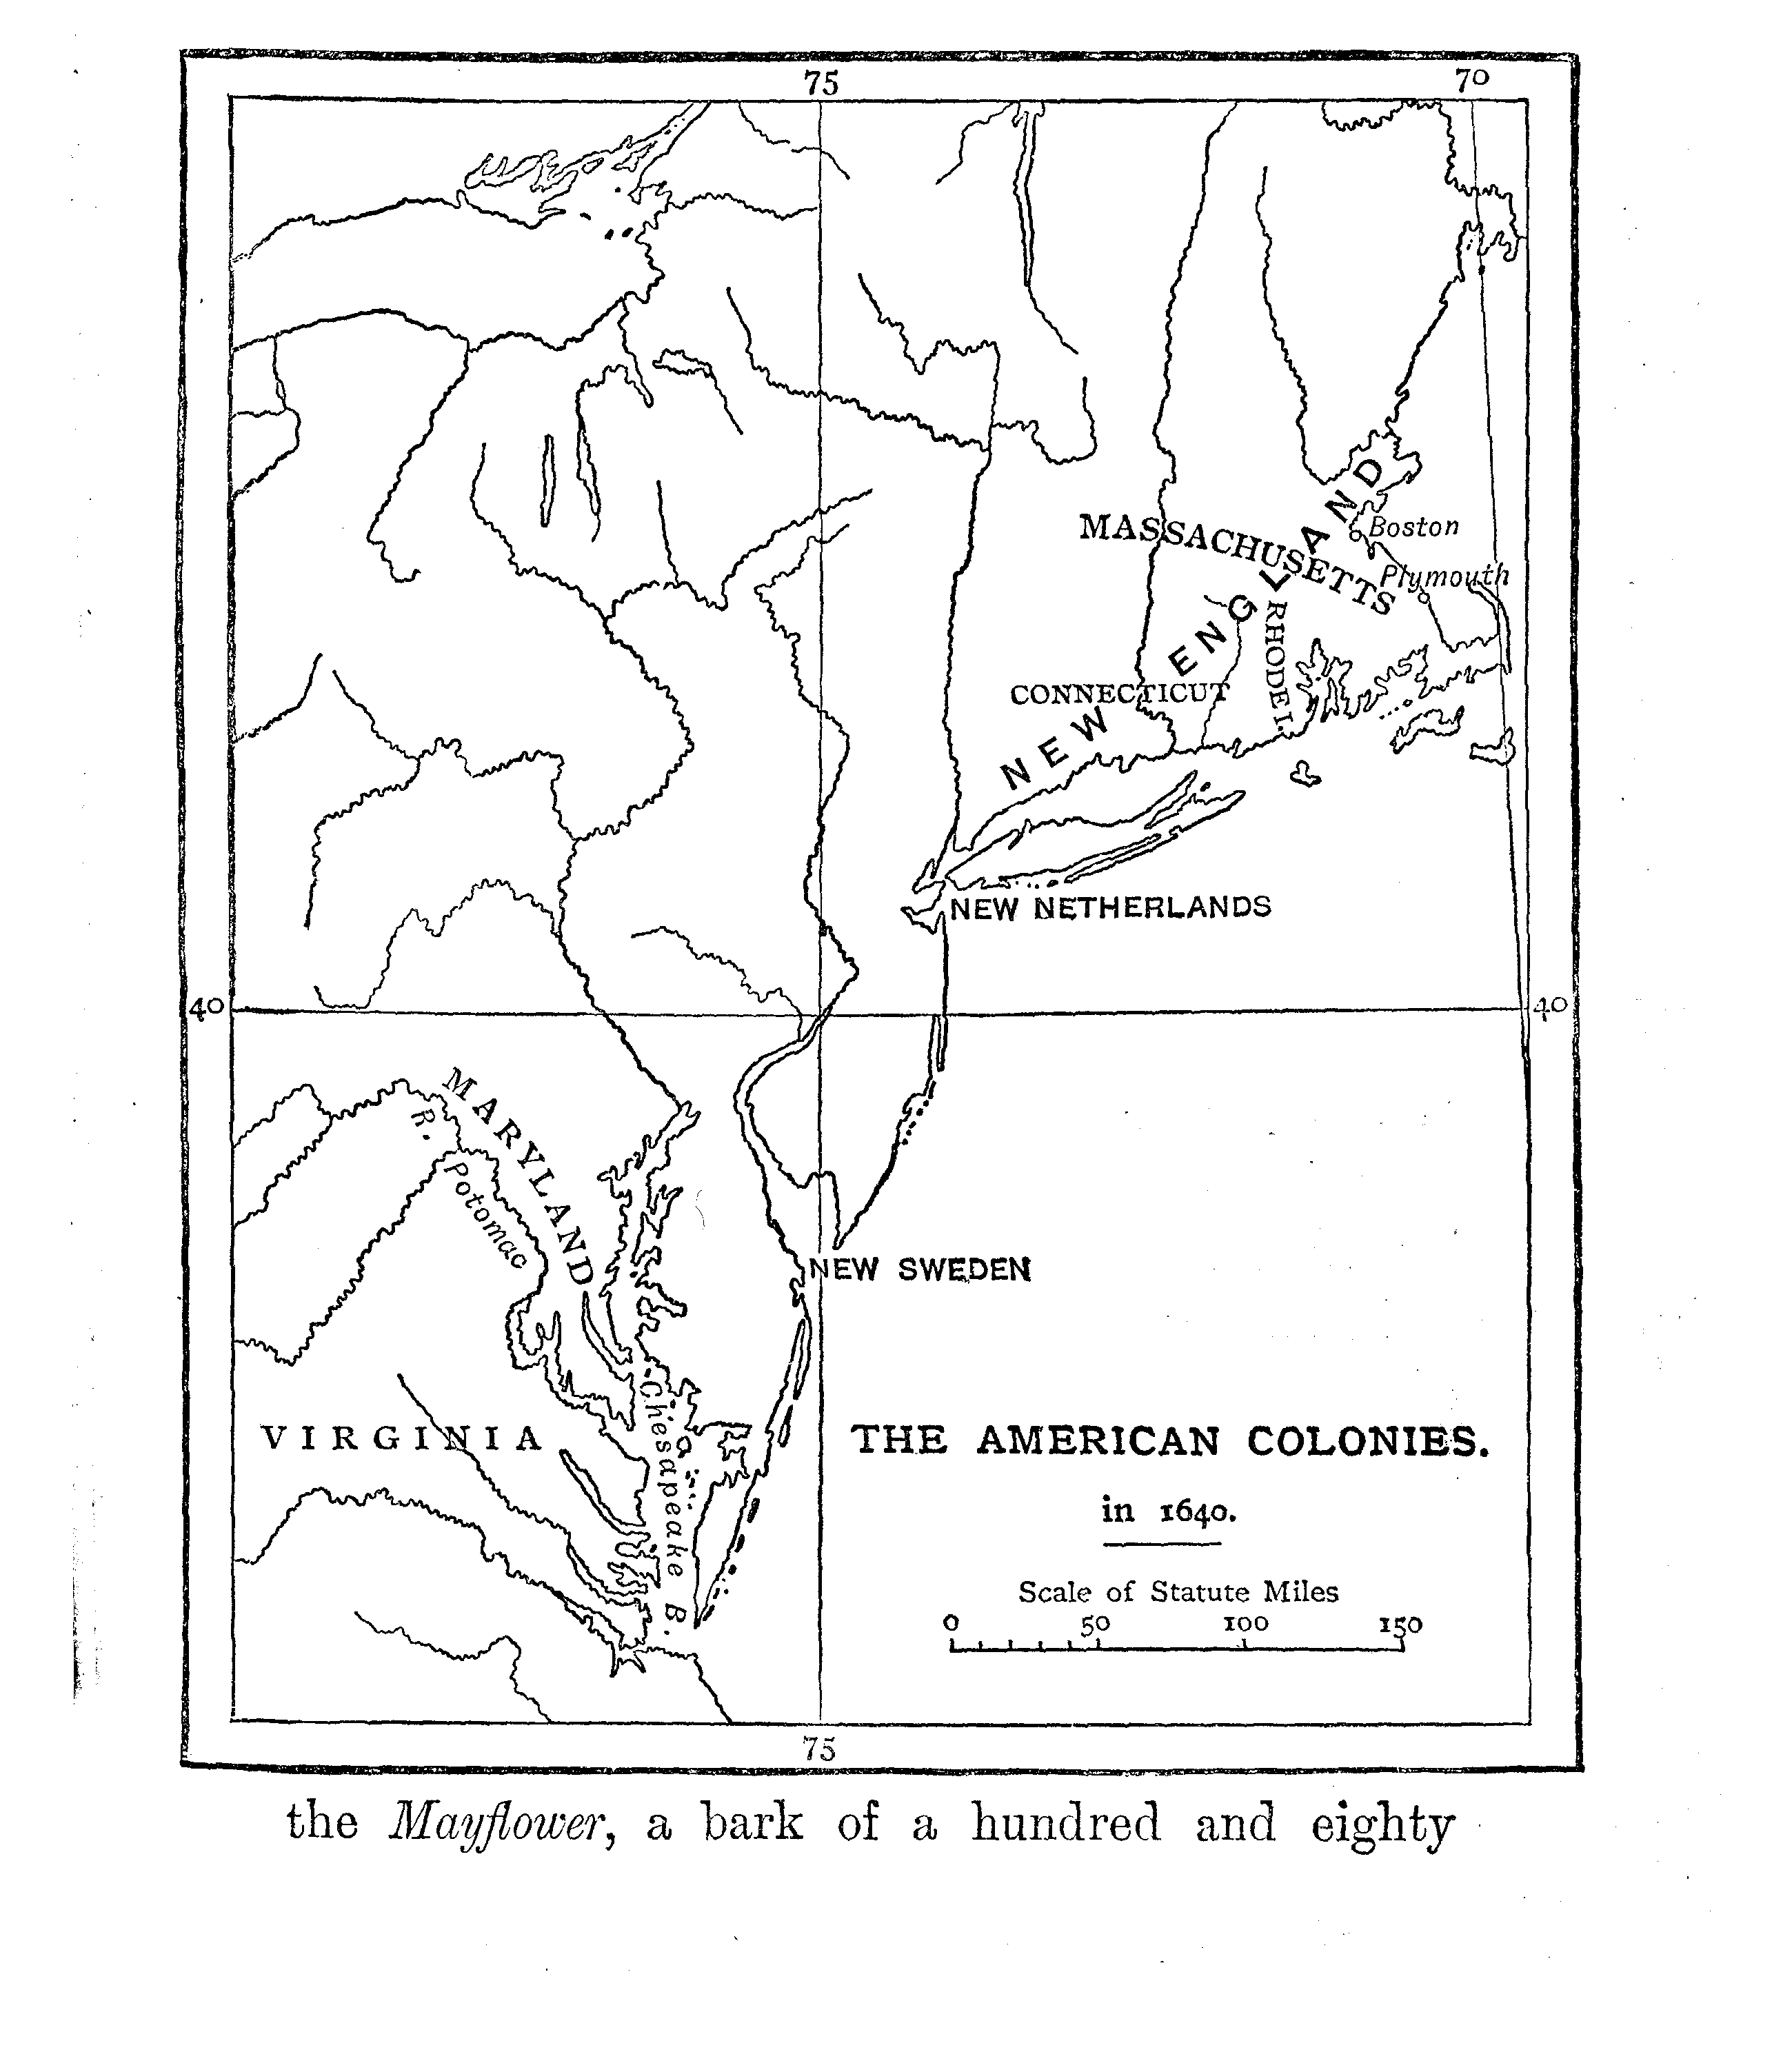 75 70
NEW ENGLAND
MASSACHUSETTS
Boston
Plymouth
RHODE I.
CONNECTICUT
NEW NETHERLANDS
40 40
MARYLAND
R. Potomac
NEW SWEDEN
VIRGINIA
Chesapeake B.
THE AMERICAN COLONIES.
in 1640.
Scale of Statute Miles
0 50 100 150
75
the Mayflower, a bark of a hundred and eighty